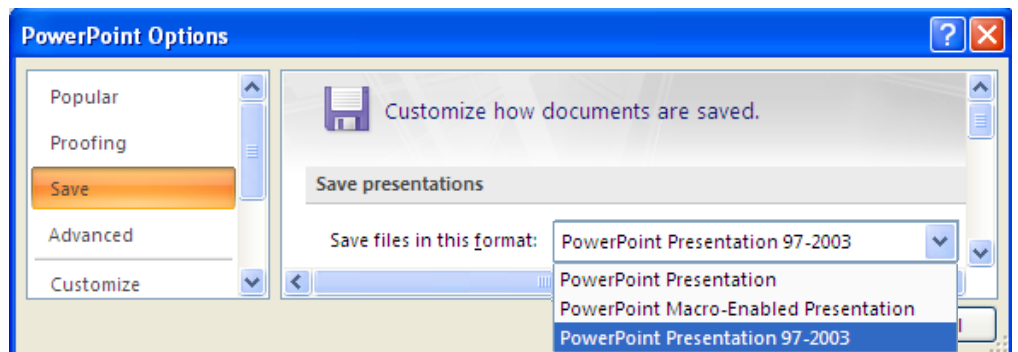 PowerPoint Options
Popular
Proofing
Save
Advanced
Customize
Customize how documents are saved.
Save presentations
Save files in this format: PowerPoint Presentation 97-2003
PowerPoint Presentation
PowerPoint Macro-Enabled Presentation
PowerPoint Presentation 97-2003